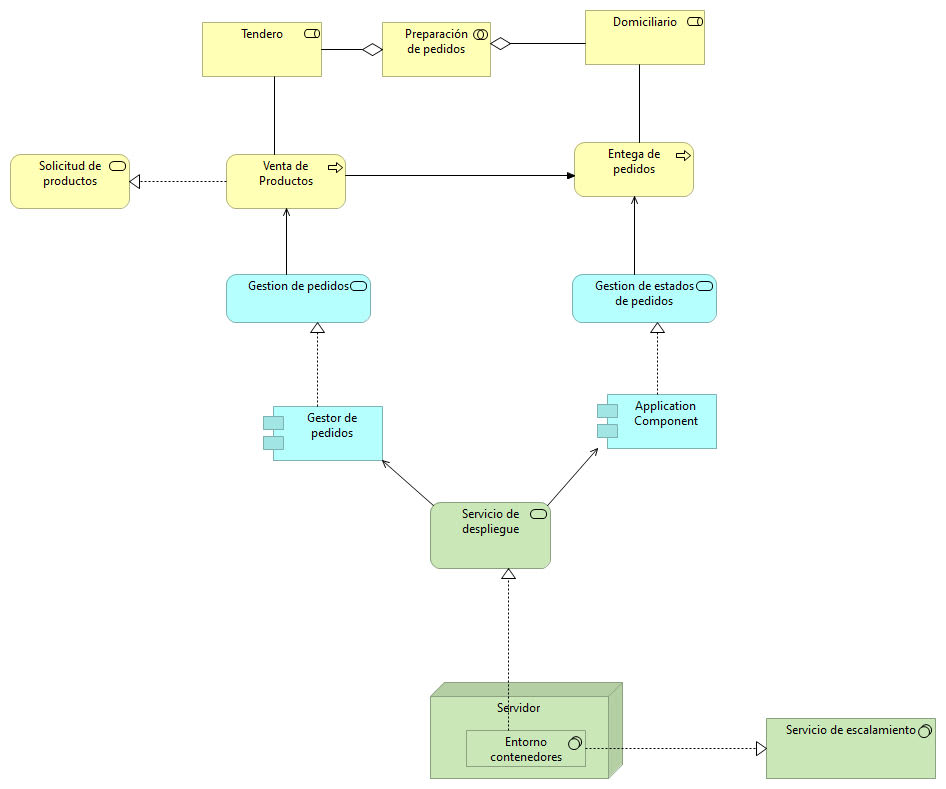 Tendero
Preparación
de pedidos
Domiciliario
Solicitud de
productos
Venta de
Productos
Entega de
pedidos
Gestion de pedidos
Gestion de estados
de pedidos
Gestor de
pedidos
Application
Component
Servicio de
despliegue
Servidor
Entorno
contenedores
Servicio de escalamiento